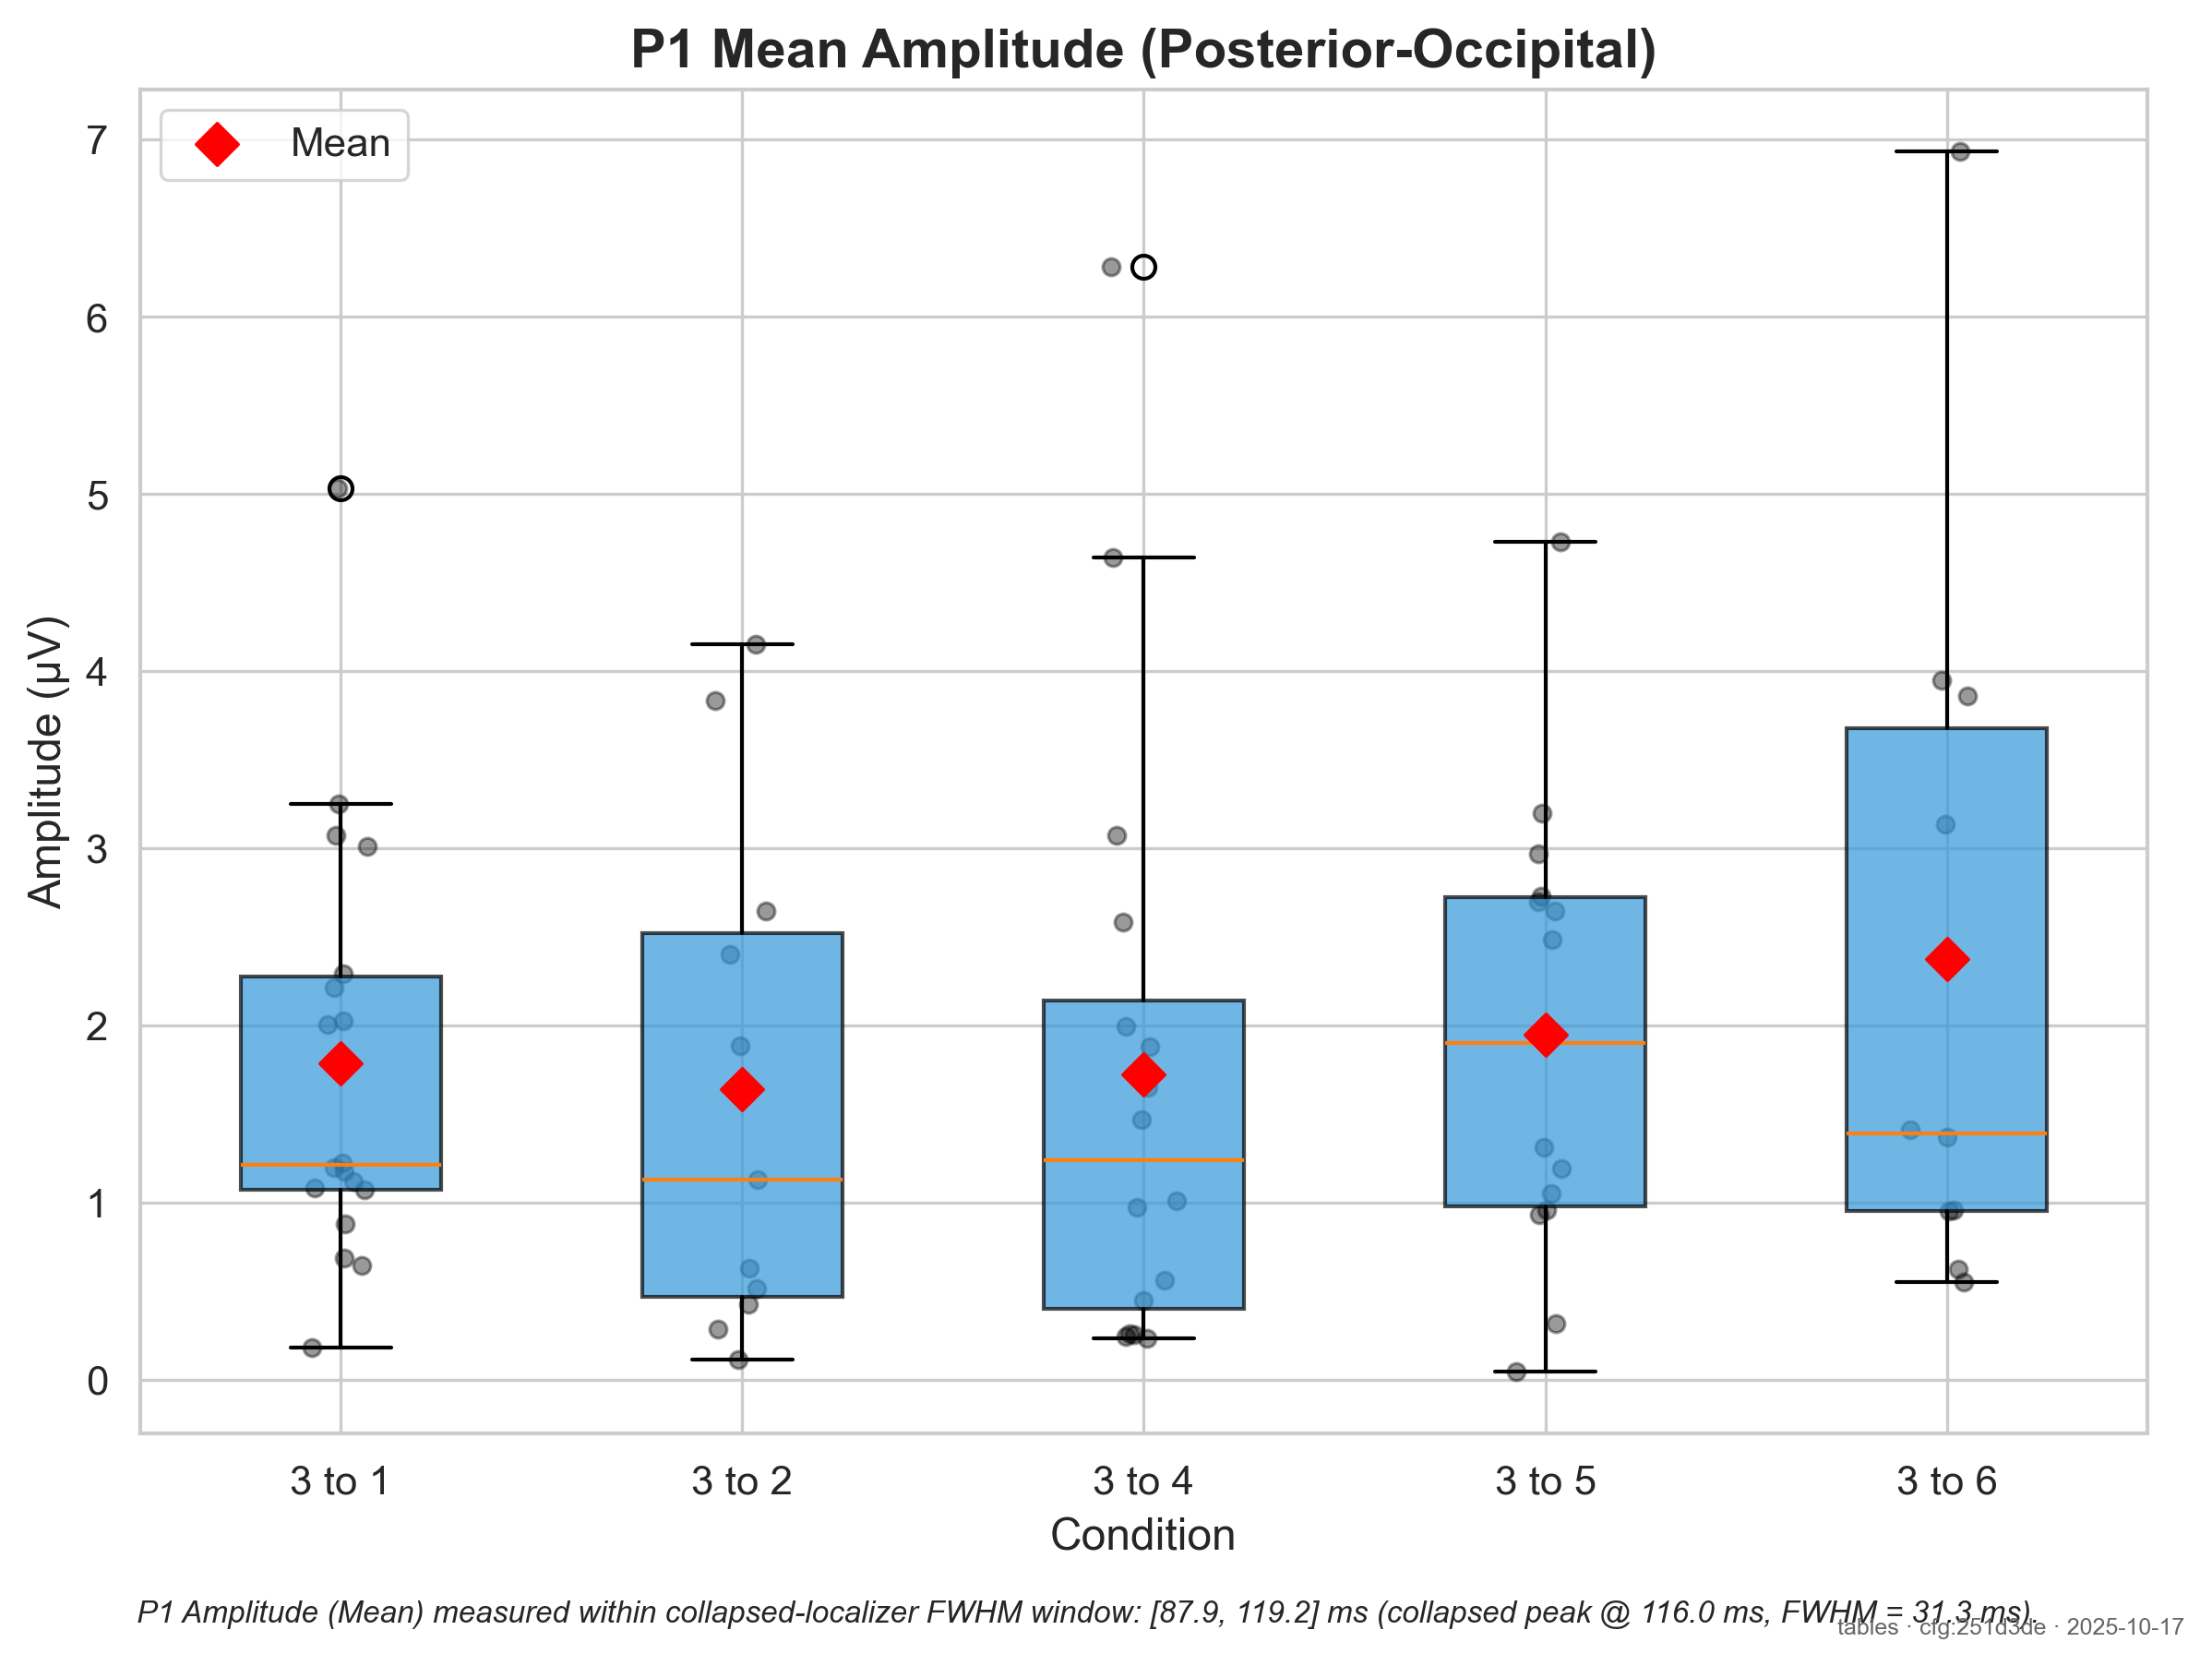 P1 Mean Amplitude (Posterior-Occipital)
Mean
7
6
5
4
3
2
1
0
Amplitude (µV)
3 to 1
3 to 2
3 to 4
3 to 5
3 to 6
Condition
P1 Amplitude (Mean) measured within collapsed-localizer FWHM window: [87.9, 119.2] ms (collapsed peak @ 116.0 ms, FWHM = 31.3 ms).
tables · cfg:251d3de · 2025-10-17